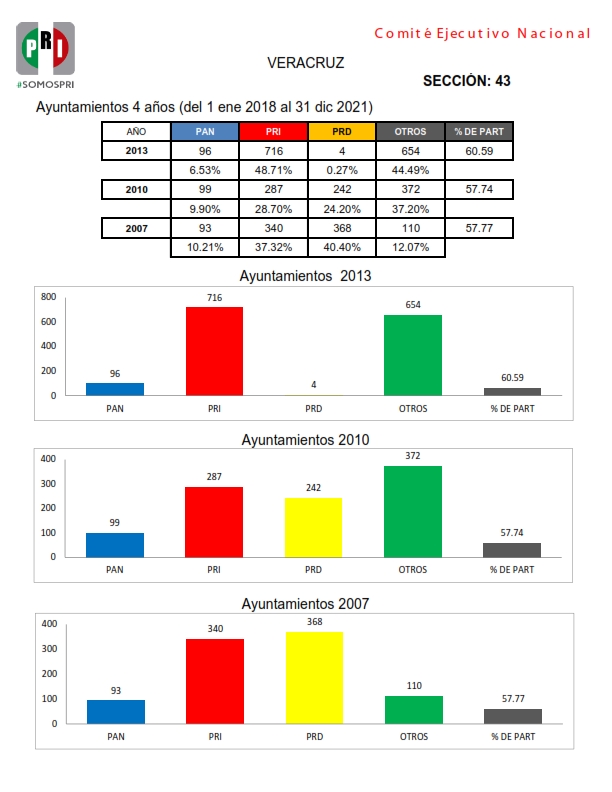 Comité Ejecutivo Nacional
PRI
#SOMOSPRI
VERACRUZ
SECCIÓN: 43
Ayuntamientos 4 años (del 1 ene 2018 al 31 dic 2021)
AÑO PAN PRI PRD OTROS % DE PART
2013 96 716 4 654 60.59
6.53% 48.71% 0.27% 44.49%
2010 99 287 242 372 57.74
9.90% 28.70% 24.20% 37.20%
2007 93 340 368 110 57.77
10.21% 37.32% 40.40% 12.07%
Ayuntamientos 2013
800
600
400
200
0
96 716 4 654 60.59
PAN PRI PRD OTROS % DE PART
Ayuntamientos 2010
400
300
200
100
0
99 287 242 372 57.74
PAN PRI PRD OTROS % DE PART
Ayuntamientos 2007
400
300
200
100
0
93 340 368 110 57.77
PAN PRI PRD OTROS % DE PART